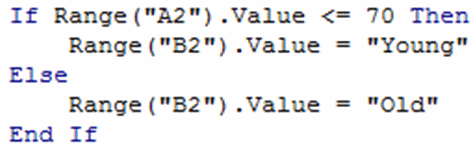 If Range("A2").Value <= 70 Then
    Range("B2").Value = "Young"
Else
    Range("B2").Value = "Old"
End If